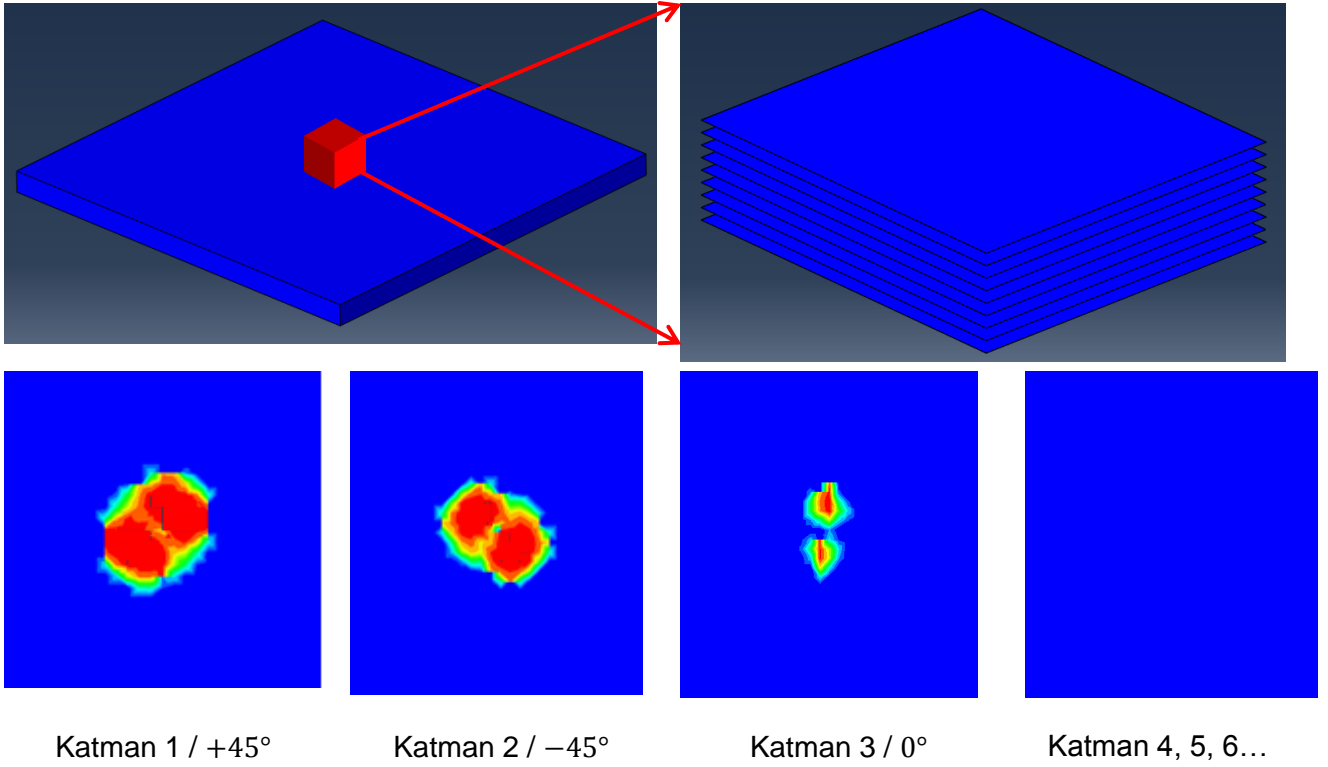 Katman 1 / +45°
Katman 2 / −45°
Katman 3 / 0°
Katman 4, 5, 6…